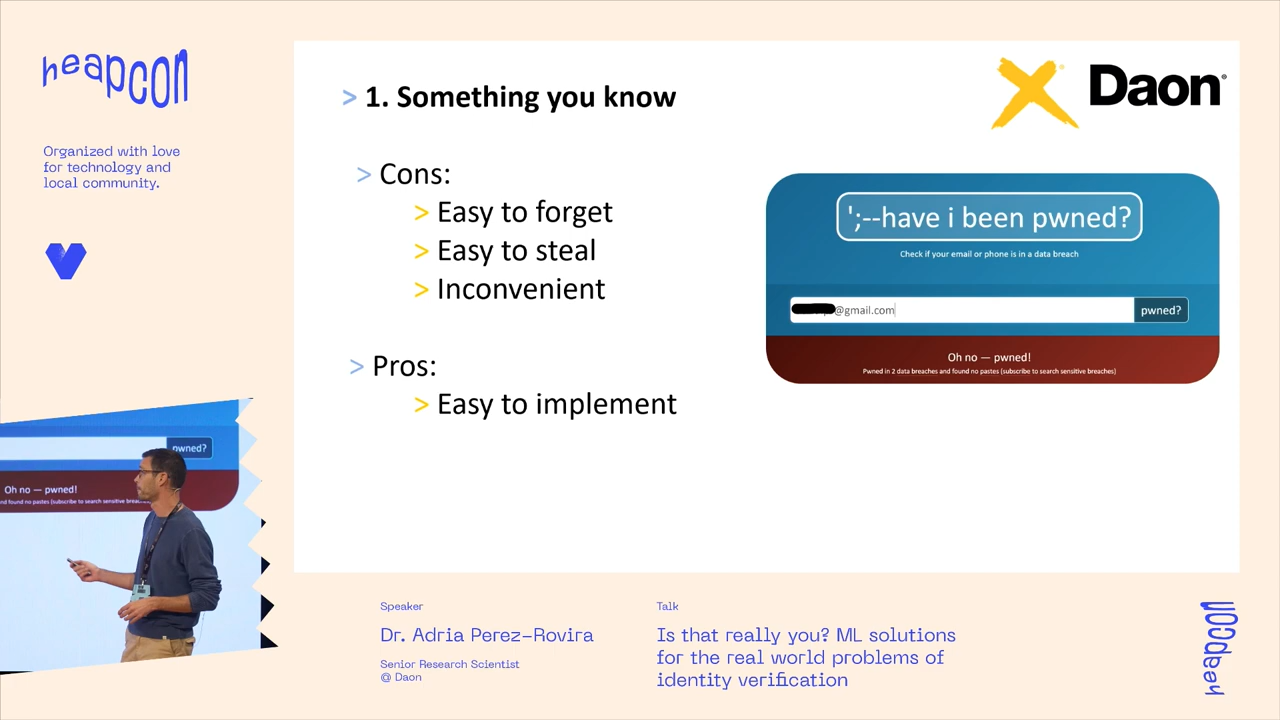 heapcon
Organized with love
for technology and
local community.
> 1. Something you know
Daon®
> Cons:
> Easy to forget
> Easy to steal
> Inconvenient
> Pros:
> Easy to implement
';--have i been pwned?
Check if your email or phone is in a data breach
@gmail.com
pwned?
Oh no — pwned!
Pwned in 2 data breaches and found no pastes (subscribe to search sensitive breaches)
pwned?
Oh no — pwned!
nd found no pastes (subscribe to search sensitive
Speaker
Dr. Adria Perez-Rovira
Senior Research Scientist
@ Daon
Talk
Is that really you? ML solutions
for the real world problems of
identity verification
heapcon